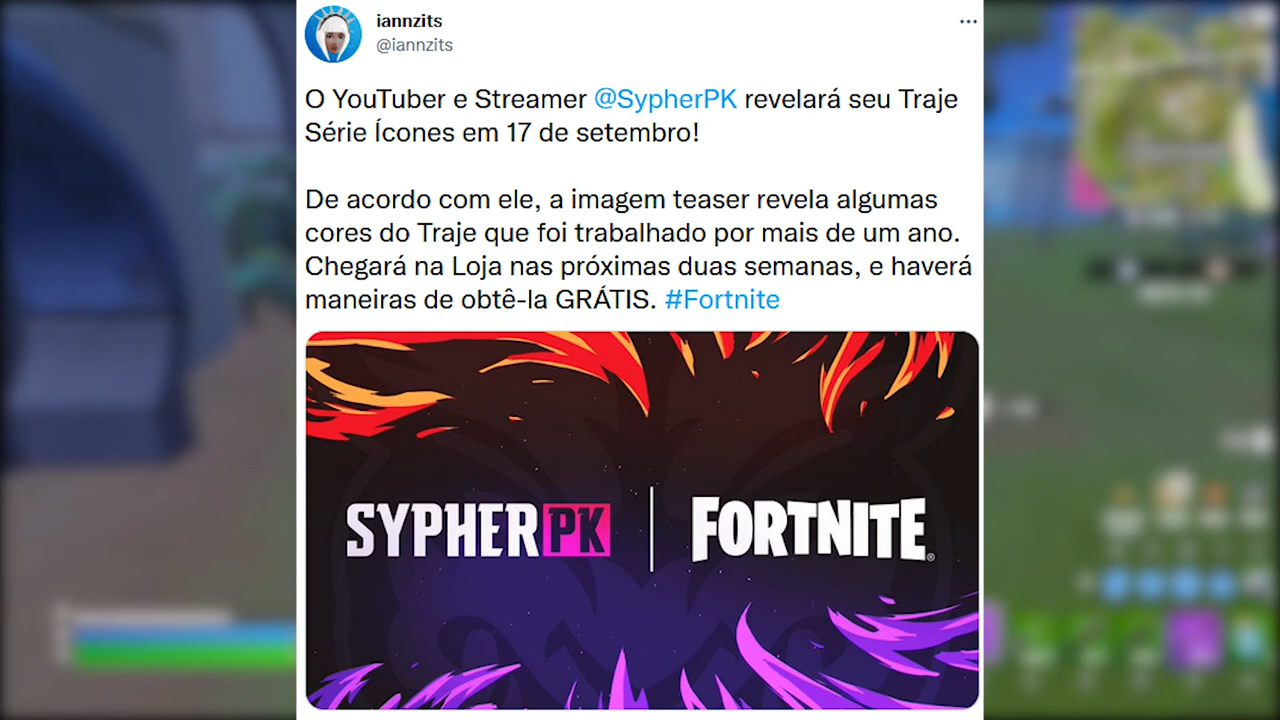 iannzits
@iannzits
O YouTuber e Streamer @SypherPK revelará seu Traje
Série Ícones em 17 de setembro!
De acordo com ele, a imagem teaser revela algumas
cores do Traje que foi trabalhado por mais de um ano.
Chegará na Loja nas próximas duas semanas, e haverá
maneiras de obtê-la GRÁTIS. #Fortnite
SYPHERPK
FORTNITE®